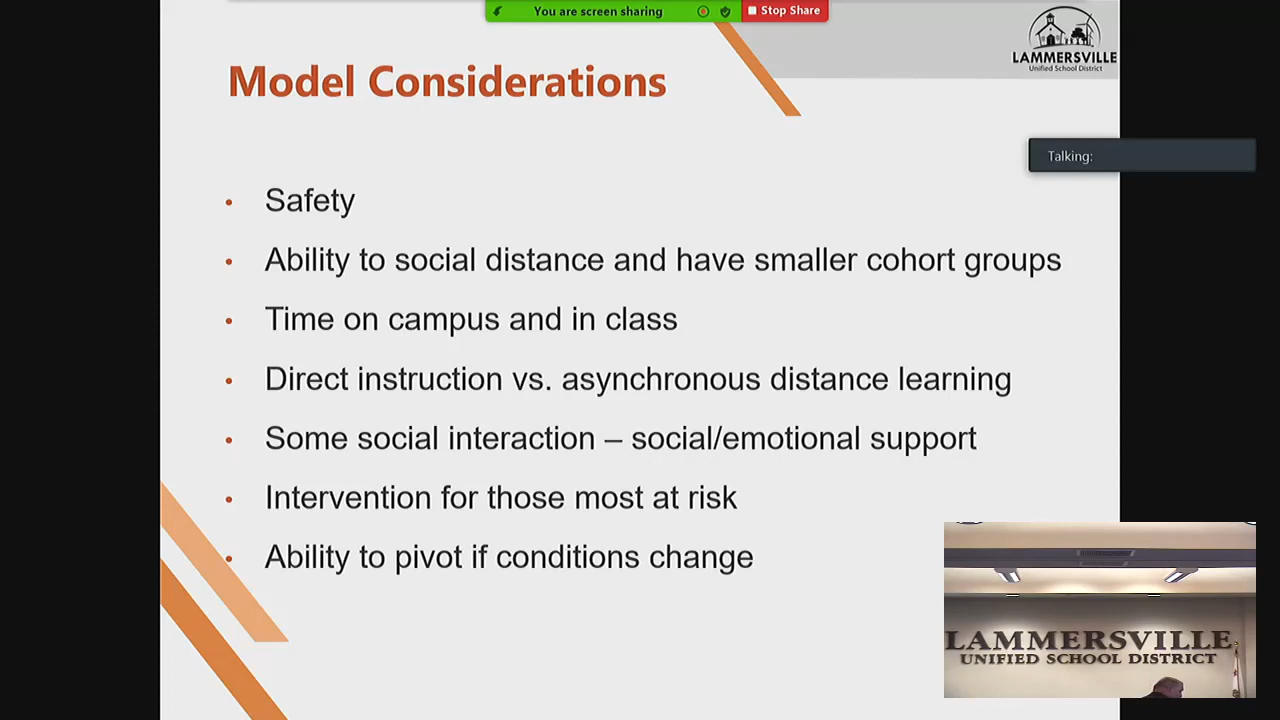 You are screen sharing
Stop Share
LAMMERSVILLE
Unified School District
Model Considerations
Talking:
• Safety
• Ability to social distance and have smaller cohort groups
• Time on campus and in class
• Direct instruction vs. asynchronous distance learning
• Some social interaction – social/emotional support
• Intervention for those most at risk
• Ability to pivot if conditions change
LAMMERSVILLE
UNIFIED SCHOOL DISTRICT